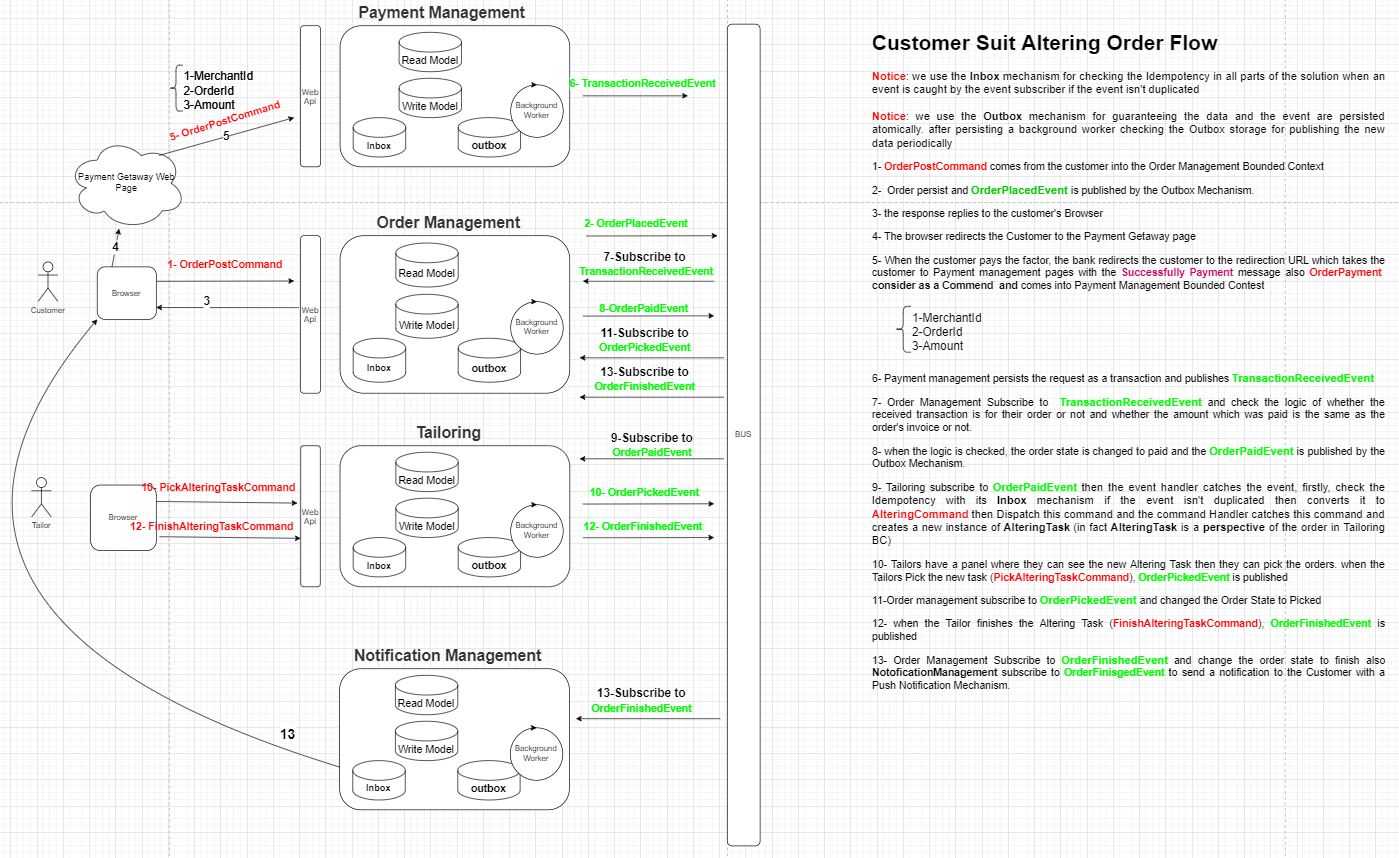 Payment Management
Read Model
Write Model
Inbox
outbox
Background
Worker
Web
Api
6- TransactionReceivedEvent
1-MerchantId
2-OrderId
3-Amount
5- OrderPostCommand
5
Payment Getaway Web
Page
4
Order Management
Read Model
Write Model
Inbox
outbox
Background
Worker
Web
Api
1- OrderPostCommand
3
Browser
Customer
2- OrderPlacedEvent
7-Subscribe to
TransactionReceivedEvent
8-OrderPaidEvent
11-Subscribe to
OrderPickedEvent
13-Subscribe to
OrderFinishedEvent
BUS
Tailoring
Read Model
Write Model
Inbox
outbox
Background
Worker
Web
Api
10- PickAlteringTaskCommand
Browser
12- FinishAlteringTaskCommand
Tailor
9-Subscribe to
OrderPaidEvent
10- OrderPickedEvent
12- OrderFinishedEvent
Notification Management
Read Model
Write Model
Inbox
outbox
Background
Worker
13
13-Subscribe to
OrderFinishedEvent
Customer Suit Altering Order Flow
Notice: we use the Inbox mechanism for checking the Idempotency in all parts of the solution when an
event is caught by the event subscriber if the event isn't duplicated
Notice: we use the Outbox mechanism for guaranteeing the data and the event are persisted
atomically. after persisting a background worker checking the Outbox storage for publishing the new
data periodically
1- OrderPostCommand comes from the customer into the Order Management Bounded Context
2- Order persist and OrderPlacedEvent is published by the Outbox Mechanism.
3- the response replies to the customer's Browser
4- The browser redirects the Customer to the Payment Getaway page
5- When the customer pays the factor, the bank redirects the customer to the redirection URL which takes the
customer to Payment management pages with the Successfully Payment message also OrderPayment
consider as a Commend and comes into Payment Management Bounded Contest
1-MerchantId
2-OrderId
3-Amount
6- Payment management persists the request as a transaction and publishes TransactionReceivedEvent
7- Order Management Subscribe to TransactionReceivedEvent and check the logic of whether the
received transaction is for their order or not and whether the amount which was paid is the same as the
order's invoice or not.
8- when the logic is checked, the order state is changed to paid and the OrderPaidEvent is published by the
Outbox Mechanism.
9- Tailoring subscribe to OrderPaidEvent then the event handler catches the event, firstly, check the
Idempotency with its Inbox mechanism if the event isn't duplicated then converts it to
AlteringCommand then Dispatch this command and the command Handler catches this command and
creates a new instance of AlteringTask (in fact AlteringTask is a perspective of the order in Tailoring
BC)
10- Tailors have a panel where they can see the new Altering Task then they can pick the orders. when the
Tailors Pick the new task (PickAlteringTaskCommand), OrderPickedEvent is published
11-Order management subscribe to OrderPickedEvent and changed the Order State to Picked
12- when the Tailor finishes the Altering Task (FinishAlteringTaskCommand), OrderFinishedEvent is
published
13- Order Management Subscribe to OrderFinishedEvent and change the order state to finish also
NotoficationManagement subscribe to OrderFinisgedEvent to send a notification to the Customer with a
Push Notification Mechanism.